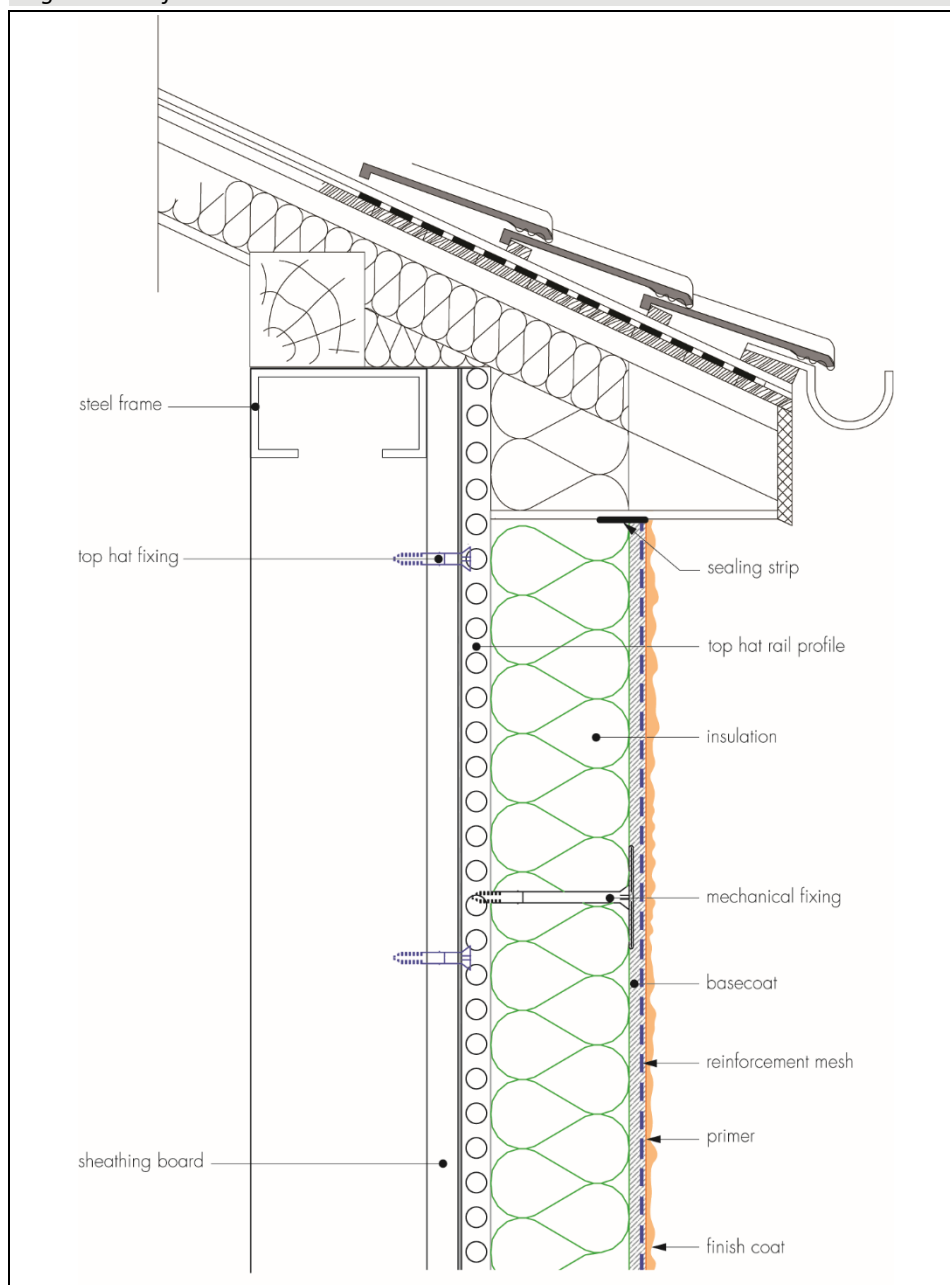 steel frame
top hat fixing
sealing strip
top hat rail profile
insulation
mechanical fixing
basecoat
reinforcement mesh
primer
sheathing board
finish coat